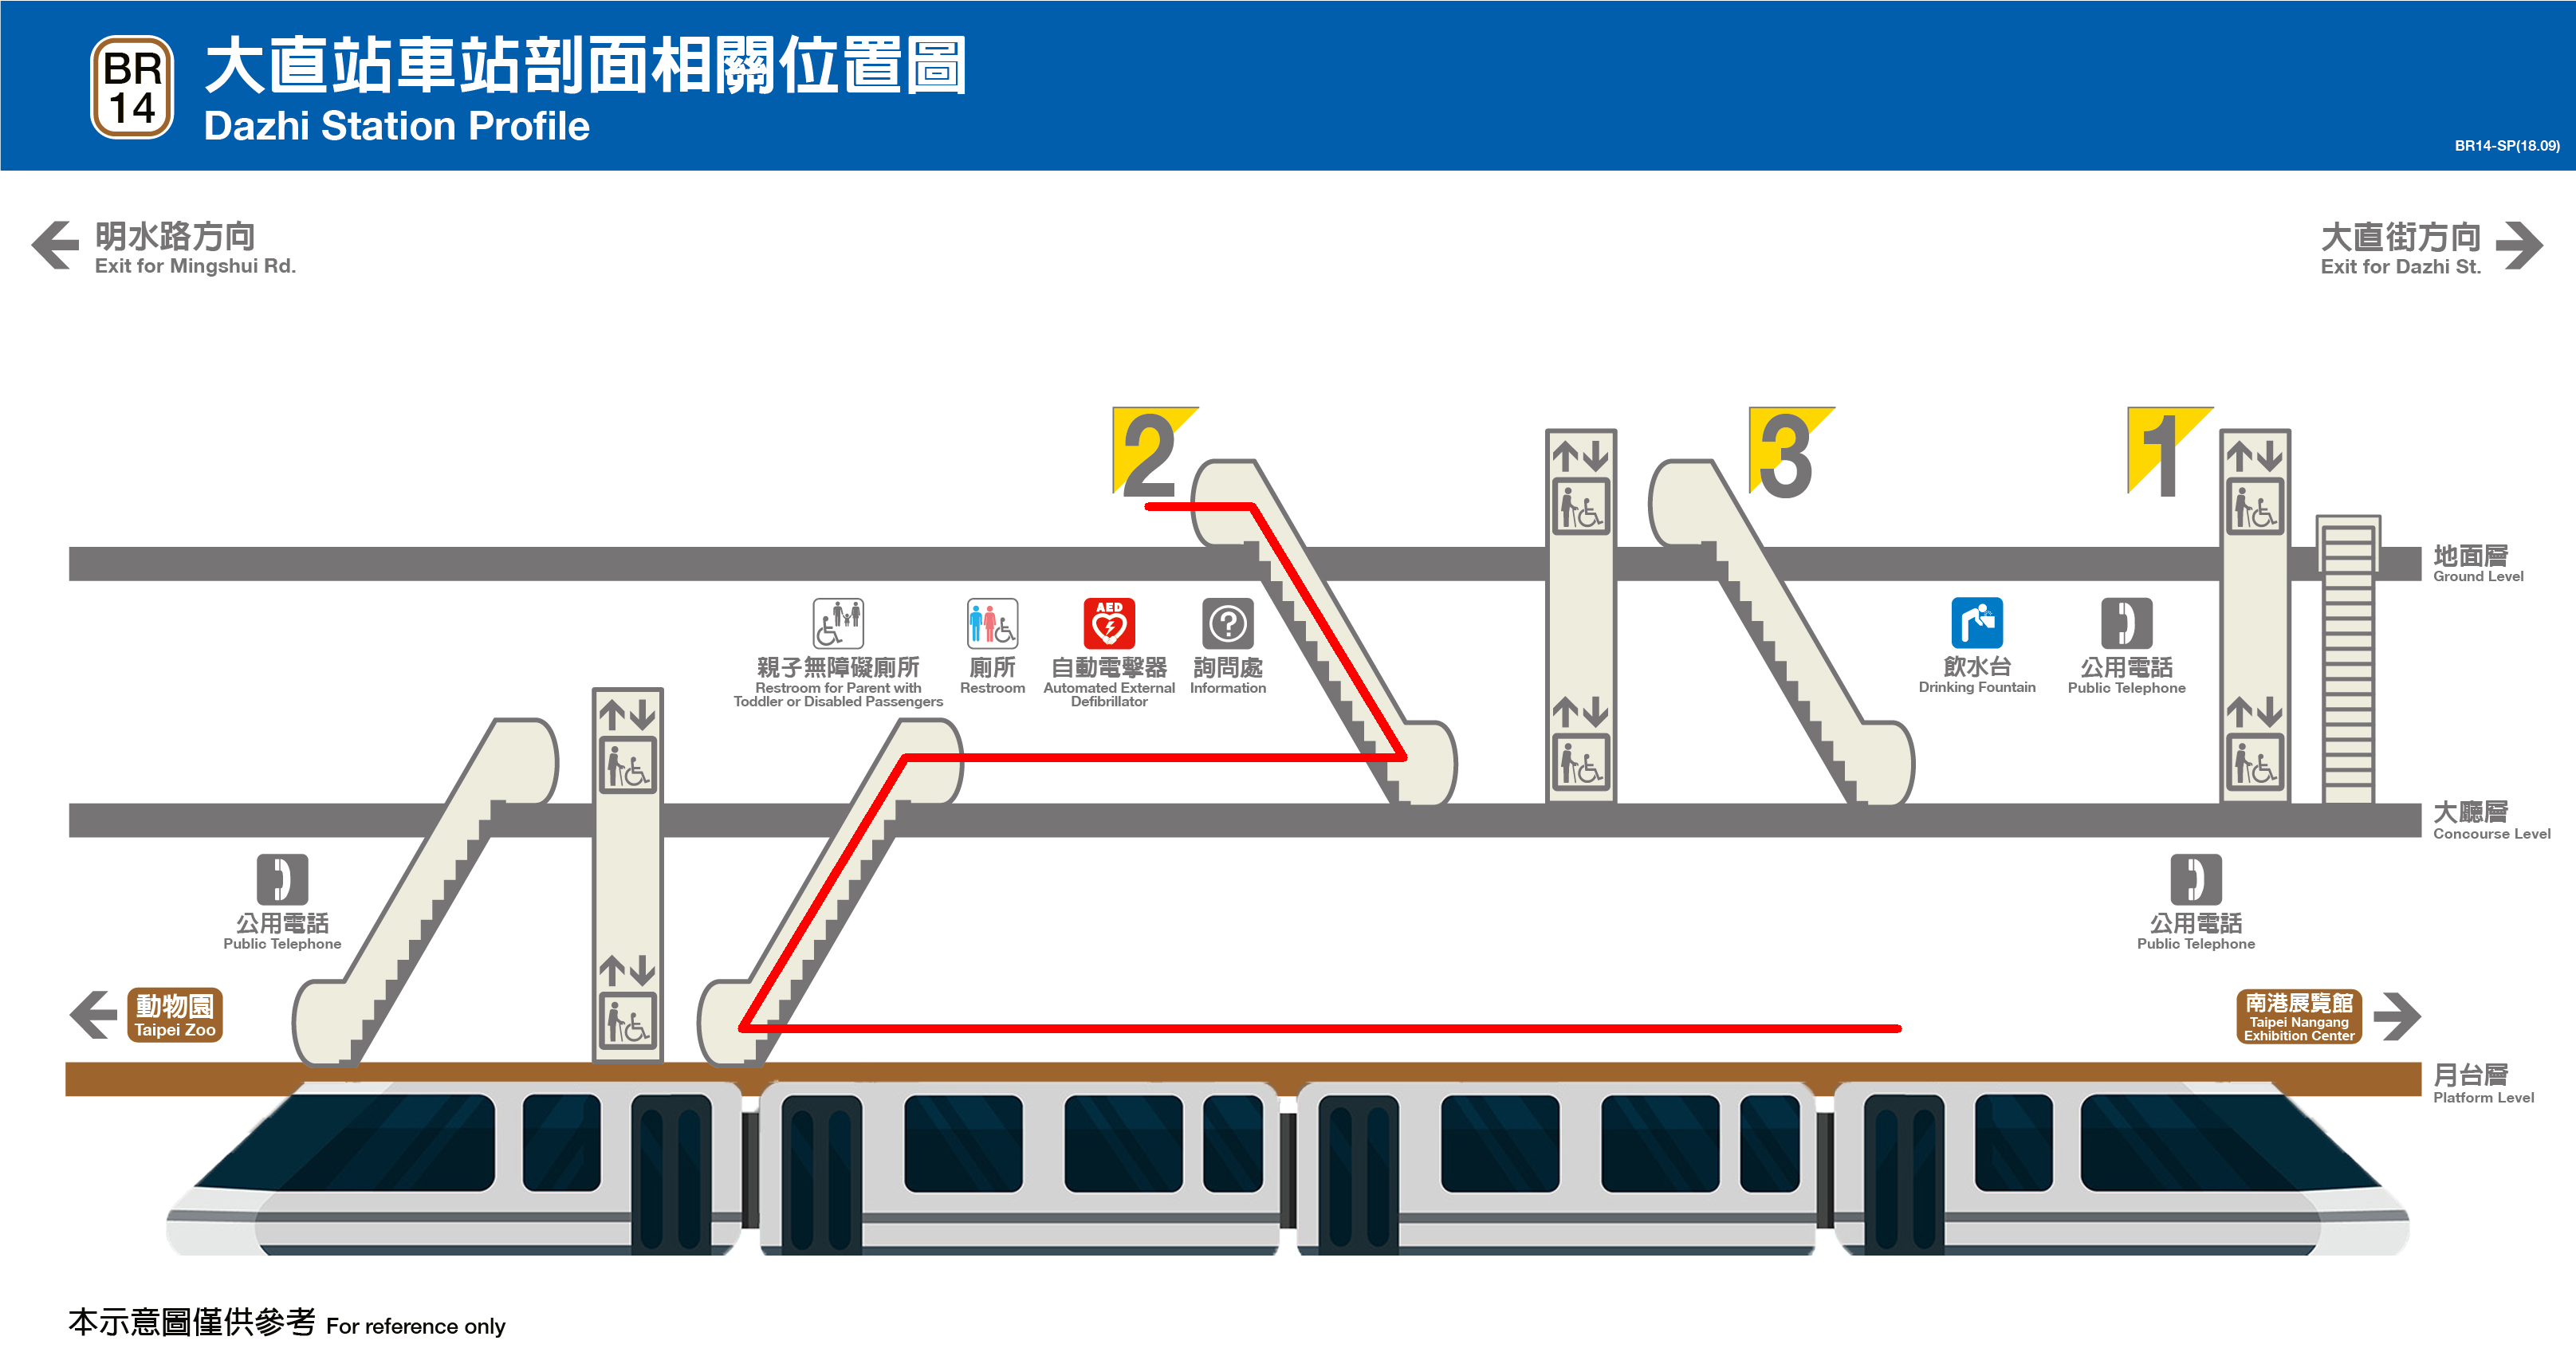 BR
14
大直站車站剖面相關位置圖
Dazhi Station Profile
BR14-SP(18.09)
明水路方向
Exit for Mingshui Rd.
大直街方向
Exit for Dazhi St.
2
3
1
地面層
Ground Level
親子無障礙廁所
Restroom for Parent with
Toddler or Disabled Passengers
廁所
Restroom
AED
自動電擊器
Automated External
Defibrillator
?
詢問處
Information
飲水台
Drinking Fountain
公用電話
Public Telephone
大廳層
Concourse Level
公用電話
Public Telephone
公用電話
Public Telephone
動物園
Taipei Zoo
南港展覽館
Taipei Nangang
Exhibition Center
月台層
Platform Level
本示意圖僅供參考 For reference only